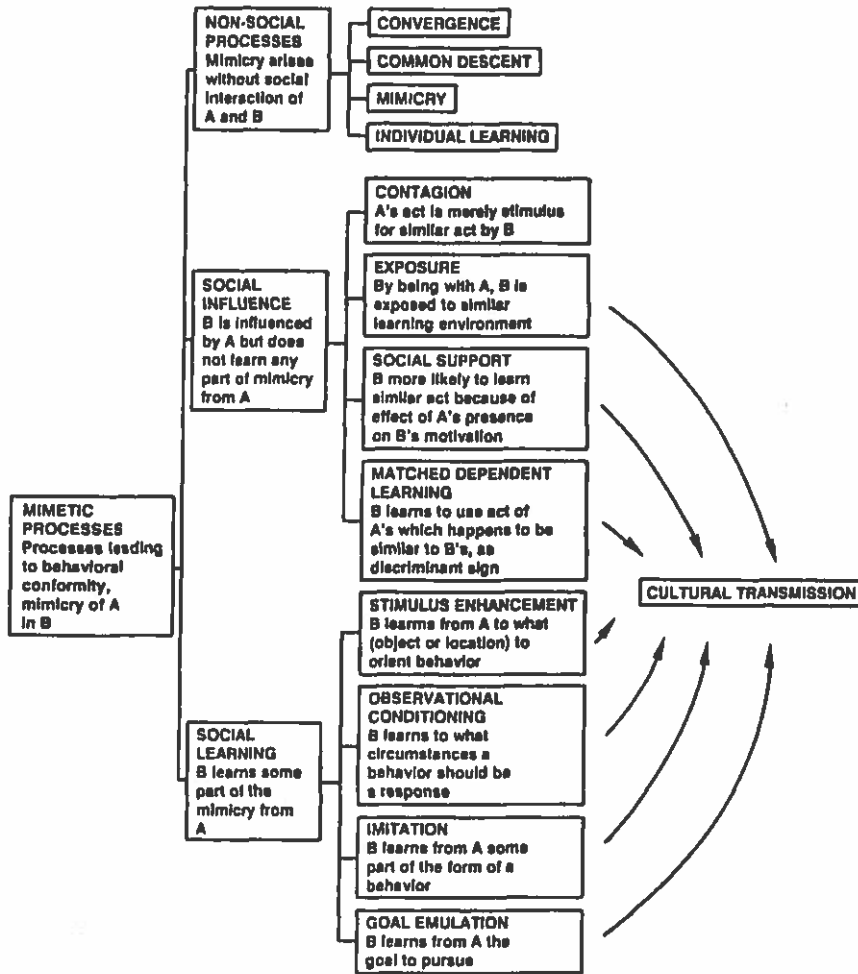 NON-SOCIAL
PROCESSES
Mimicry arises
without social
interaction of
A and B
CONVERGENCE
COMMON DESCENT
MIMICRY
INDIVIDUAL LEARNING
SOCIAL
INFLUENCE
B is influenced
by A but does
not learn any
part of mimicry
from A
CONTAGION
A's act is merely stimulus
for similar act by B
EXPOSURE
By being with A, B is
exposed to similar
learning environment
SOCIAL SUPPORT
B more likely to learn
similar act because of
effect of A's presence
on B's motivation
MATCHED DEPENDENT
LEARNING
B learns to use act of
A's which happens to be
similar to B's, as
discriminant sign
MIMETIC
PROCESSES
Processes leading
to behavioral
conformity,
mimicry of A
in B
CULTURAL TRANSMISSION
SOCIAL
LEARNING
B learns some
part of the
mimicry from
A
STIMULUS ENHANCEMENT
B learns from A to what
(object or location) to
orient behavior
OBSERVATIONAL
CONDITIONING
B learns to what
circumstances a
behavior should be
a response
IMITATION
B learns from A some
part of the form of a
behavior
GOAL EMULATION
B learns from A the
goal to pursue